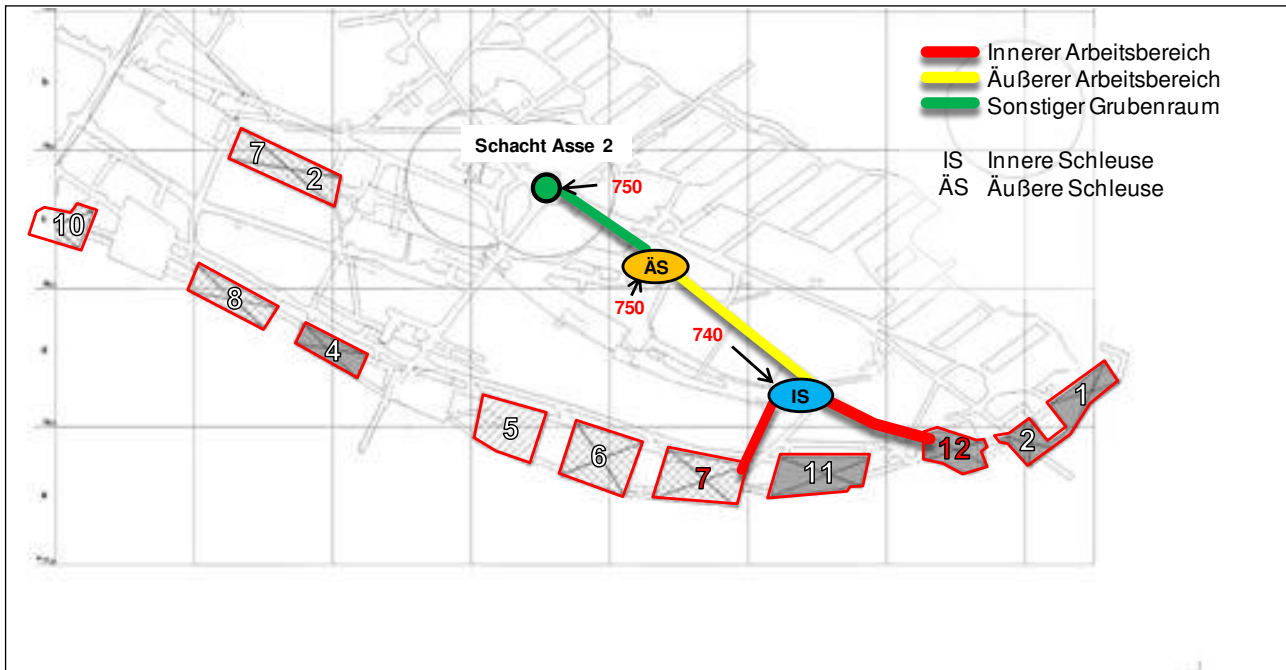 Innerer Arbeitsbereich
Äußerer Arbeitsbereich
Sonstiger Grubenraum
IS Innere Schleuse
ÄS Äußere Schleuse
Schacht Asse 2
750
7 2
10
ÄS
750
8
740
4
IS
1
5
6
7
11
12
2